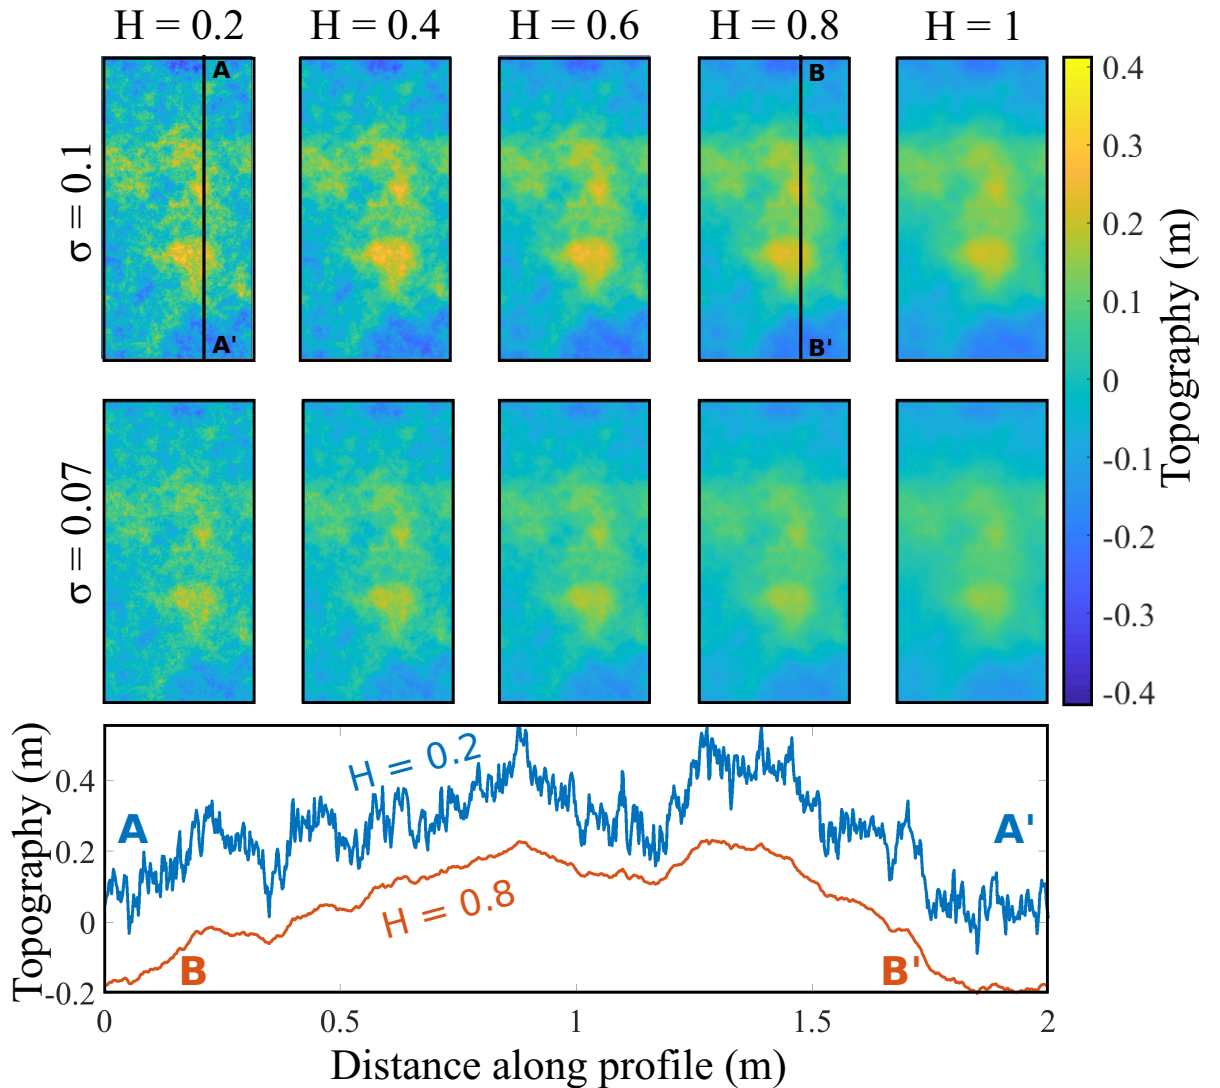 H = 0.2 H = 0.4 H = 0.6 H = 0.8 H = 1
σ = 0.1
A
A'
B
B'
σ = 0.07
0.4
0.3
0.2
0.1
0
-0.1
-0.2
-0.3
-0.4
Topography (m)
Topography (m)
0.4
0.2
0
-0.2
H = 0.2
A
A'
H = 0.8
B
B'
0 0.5 1 1.5 2
Distance along profile (m)